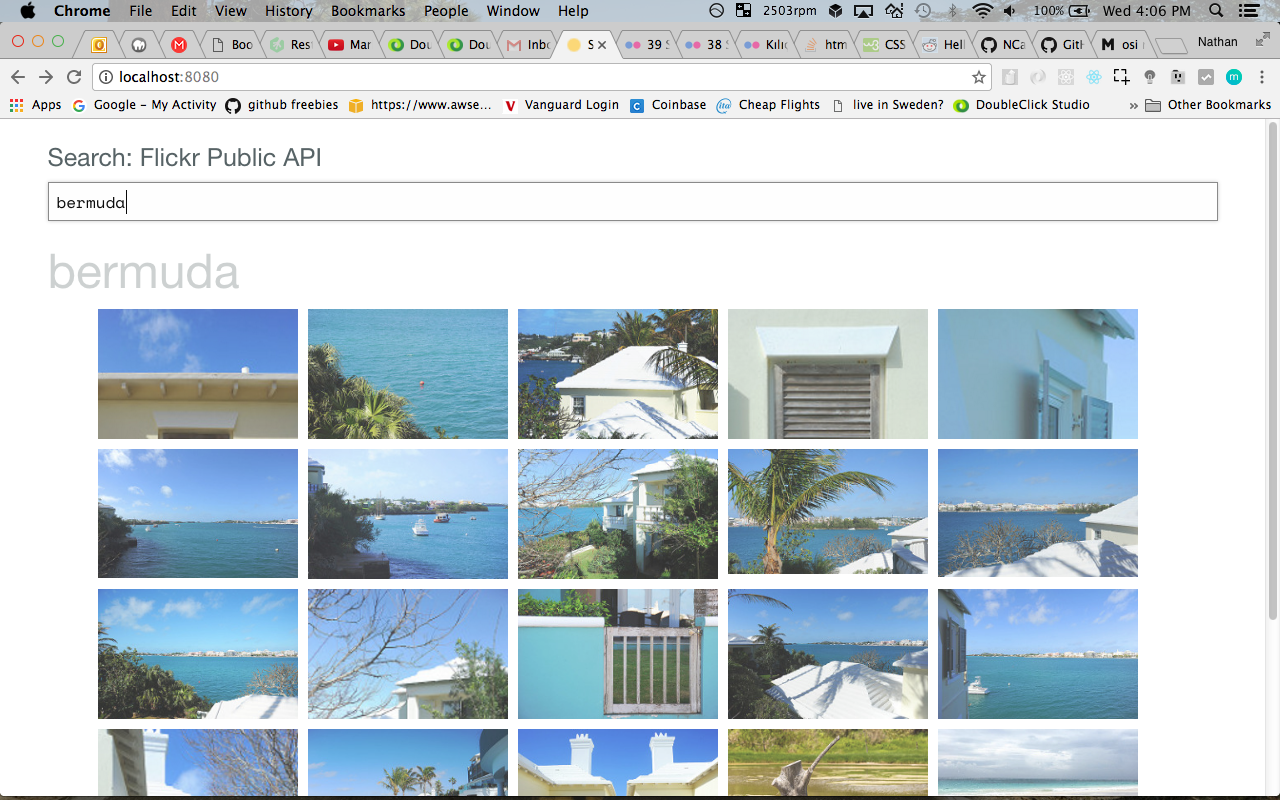 Chrome File Edit View History Bookmarks People Window Help 2503rpm 100% Wed 4:06 PM
Boo Res Mar Dou Dou Inbo S 39 S 38 S Kilic htm CSS Hell NCa Gith osi Nathan
localhost:8080
Apps Google – My Activity github freebies https://www.awse... Vanguard Login Coinbase Cheap Flights live in Sweden? DoubleClick Studio » Other Bookmarks
Search: Flickr Public API
bermuda
bermuda